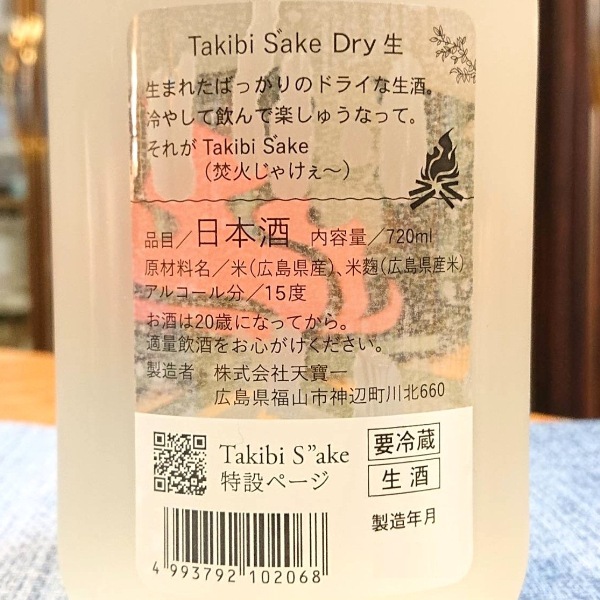 Takibi S"ake Dry 生
生まれたばっかりのドライな生酒。
冷やして飲んで楽しゅうなって。
それが Takibi S"ake
（焚火じゃけぇ〜）
品目／日本酒 内容量／720ml
原材料名／米（広島県産）、米麹（広島県産米）
アルコール分／15度
お酒は20歳になってから。
適量飲酒をお心がけください。
製造者 株式会社天寶一
広島県福山市神辺町川北660
Takibi S”ake
特設ページ
要冷蔵
生酒
製造年月
4 993792 102068